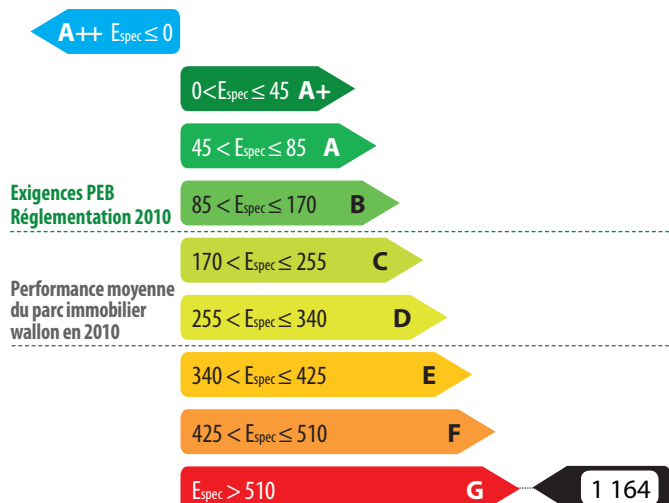 A++ Espec ≤ 0
0<Espec ≤ 45 A+
45 < Espec ≤ 85 A
Exigences PEB
Réglementation 2010
85 < Espec ≤ 170 B
170 < Espec ≤ 255 C
Performance moyenne
du parc immobilier
wallon en 2010
255 < Espec ≤ 340 D
340 < Espec ≤ 425 E
425 < Espec ≤ 510 F
Espec > 510 G
1 164